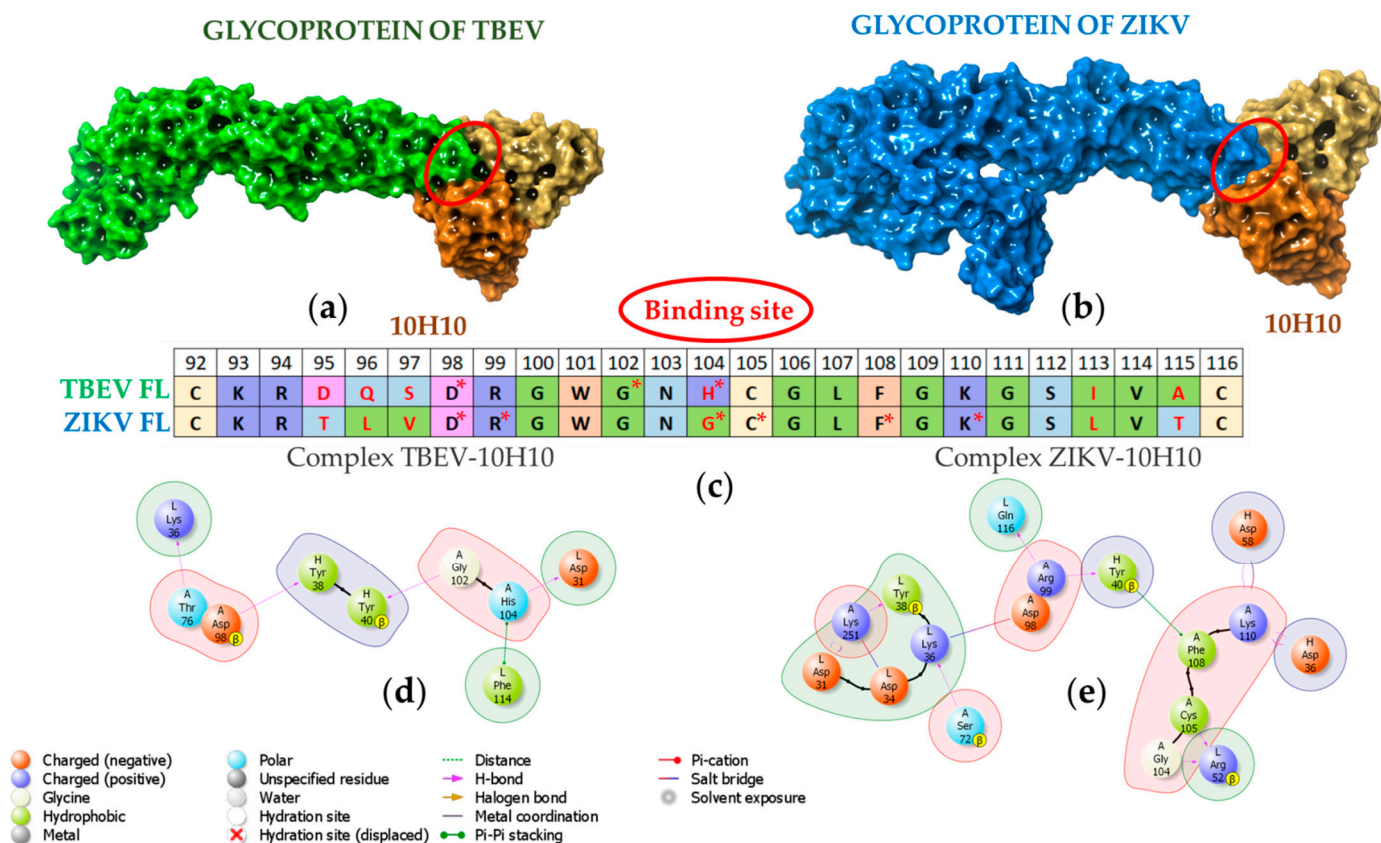 GLYCOPROTEIN OF TBEV
GLYCOPROTEIN OF ZIKV
(a)
10H10
Binding site
(b)
10H10
92 93 94 95 96 97 98 99 100 101 102 103 104 105 106 107 108 109 110 111 112 113 114 115 116
TBEV FL C K R D Q S D* R G W G* N H* C G L F G K G S I V A C
ZIKV FL C K R T L V D* R* G W G N G* C* G L F* G K* G S L V T C
Complex TBEV-10H10
Complex ZIKV-10H10
(c)
L Lys 36
A Thr 76
A Asp 98 β
H Tyr 38
H Tyr 40 β
A Gly 102
A His 104
L Asp 31
L Phe 114
(d)
L Gln 116
A Lys 251
L Tyr 38 β
L Asp 31
L Asp 34
L Lys 36
A Ser 72 β
A Arg 99
A Asp 98
H Tyr 40 β
H Asp 58
A Lys 110
H Asp 36
A Phe 108
A Cys 105
A Gly 104
L Arg 52 β
(e)
Charged (negative)
Charged (positive)
Glycine
Hydrophobic
Metal
Polar
Unspecified residue
Water
Hydration site
Hydration site (displaced)
Distance
H-bond
Halogen bond
Metal coordination
Pi-Pi stacking
Pi-cation
Salt bridge
Solvent exposure